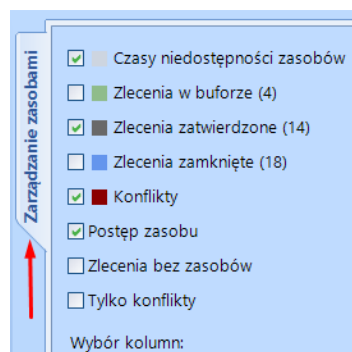 Zarządzanie zasobami
Czasy niedostępności zasobów
Zlecenia w buforze (4)
Zlecenia zatwierdzone (14)
Zlecenia zamknięte (18)
Konflikty
Postęp zasobu
Zlecenia bez zasobów
Tylko konflikty
Wybór kolumn: